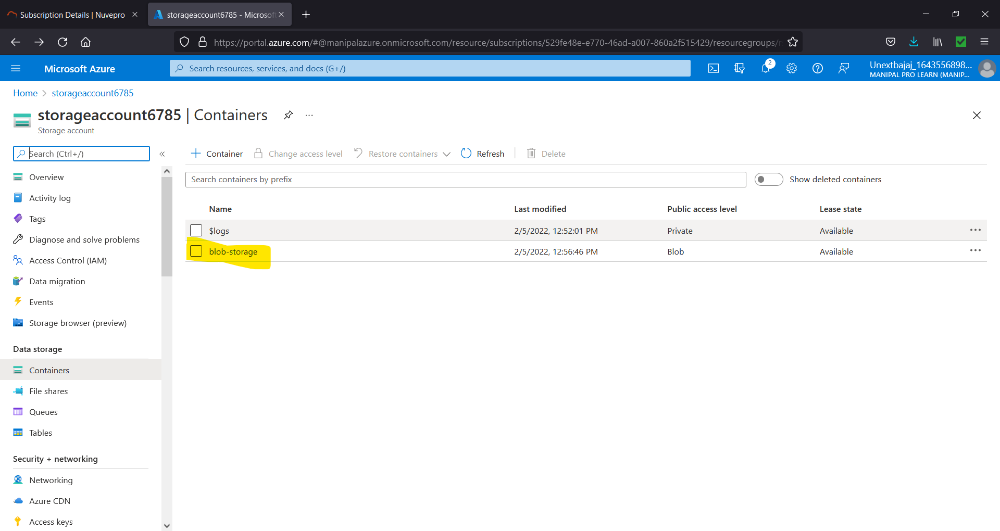 Subscription Details | Nuvepro
storageaccount6785 - Microsoft
https://portal.azure.com/#@manipalazure.onmicrosoft.com/resource/subscriptions/529fe48e-e770-46ad-a007-860a2f515429/resourcegroups/
Microsoft Azure
Search resources, services, and docs (G+/)
2
Unextbajaj_1643556898...
MANIPAL PRO LEARN (MANIP...
Home > storageaccount6785
storageaccount6785 | Containers
...
Storage account
Search (Ctrl+/)
«
Container
Change access level
Restore containers
Refresh
Delete
Overview
Activity log
Tags
Diagnose and solve problems
Access Control (IAM)
Data migration
Events
Storage browser (preview)
Data storage
Containers
File shares
Queues
Tables
Security + networking
Networking
Azure CDN
Access keys
Search containers by prefix
Show deleted containers
Name Last modified Public access level Lease state
$logs 2/5/2022, 12:52:01 PM Private Available ...
blob-storage 2/5/2022, 12:56:46 PM Blob Available ...